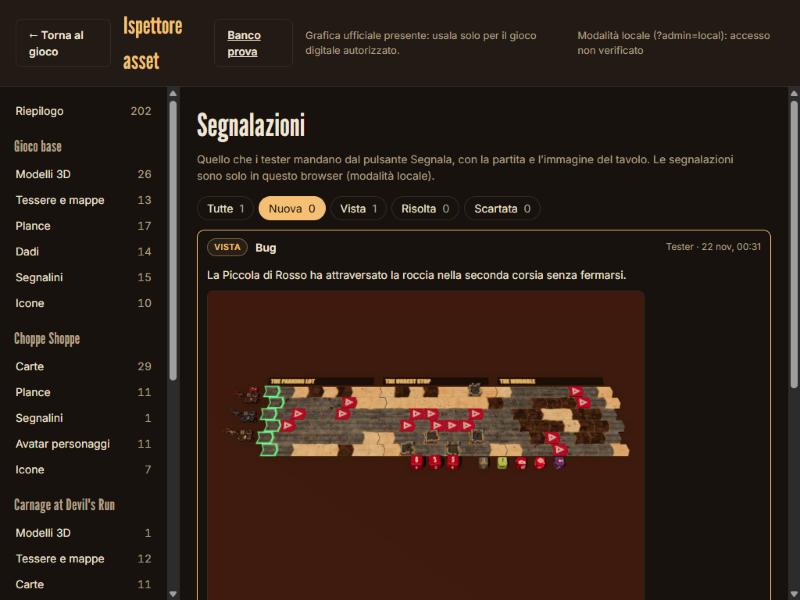 ← Torna al
gioco
Ispettore
asset
Banco
prova
Grafica ufficiale presente: usala solo per il gioco
digitale autorizzato.
Modalità locale (?admin=local): accesso
non verificato
Riepilogo 202
Gioco base
Modelli 3D 26
Tessere e mappe 13
Plance 17
Dadi 14
Segnalini 15
Icone 10
Choppe Shoppe
Carte 29
Plance 11
Segnalini 1
Avatar personaggi 11
Icone 7
Carnage at Devil's Run
Modelli 3D 1
Tessere e mappe 12
Carte 11
Segnalazioni
Quello che i tester mandano dal pulsante Segnala, con la partita e l'immagine del tavolo. Le segnalazioni
sono solo in questo browser (modalità locale).
Tutte 1
Nuova 0
Vista 1
Risolta 0
Scartata 0
VISTA Bug
Tester · 22 nov, 00:31
La Piccola di Rosso ha attraversato la roccia nella seconda corsia senza fermarsi.
THE PARKING LOT